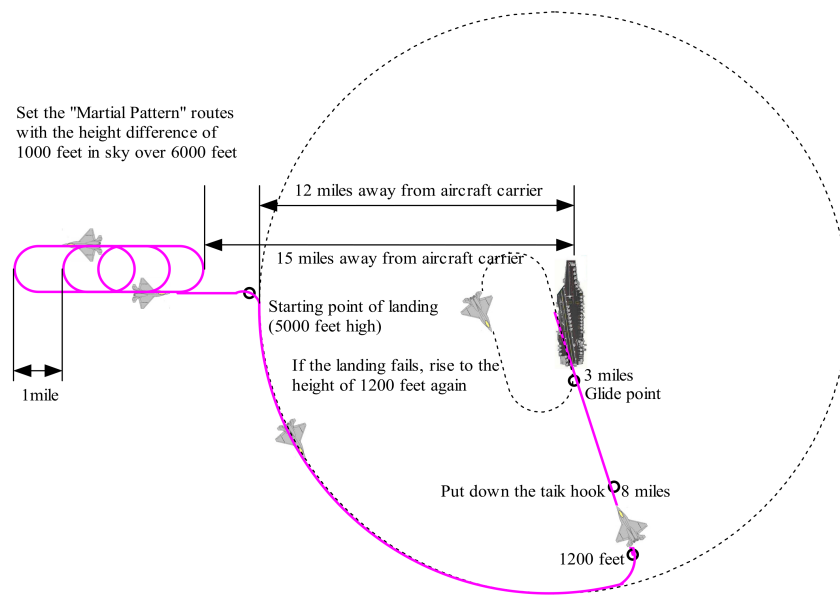 Set the "Martial Pattern" routes
with the height difference of
1000 feet in sky over 6000 feet
12 miles away from aircraft carrier
15 miles away from aircraft carrier
Starting point of landing
(5000 feet high)
If the landing fails, rise to the
height of 1200 feet again
1mile
3 miles
Glide point
Put down the taik hook
8 miles
1200 feet